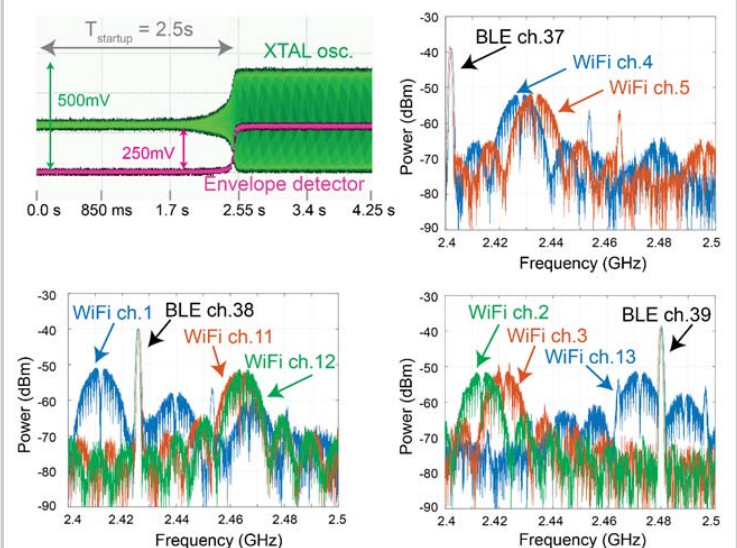 T_startup = 2.5s
XTAL osc.
500mV
250mV
Envelope detector
0.0 s 850 ms 1.7 s 2.55 s 3.4 s 4.25 s
-30
-40
-50
-60
-70
-80
-90
Power (dBm)
BLE ch.37
WiFi ch.4
WiFi ch.5
2.4 2.42 2.44 2.46 2.48 2.5
Frequency (GHz)
-30
-40
-50
-60
-70
-80
-90
Power (dBm)
WiFi ch.1
BLE ch.38
WiFi ch.11
WiFi ch.12
2.4 2.42 2.44 2.46 2.48 2.5
Frequency (GHz)
-30
-40
-50
-60
-70
-80
-90
Power (dBm)
WiFi ch.2
BLE ch.39
WiFi ch.3
WiFi ch.13
2.4 2.42 2.44 2.46 2.48 2.5
Frequency (GHz)